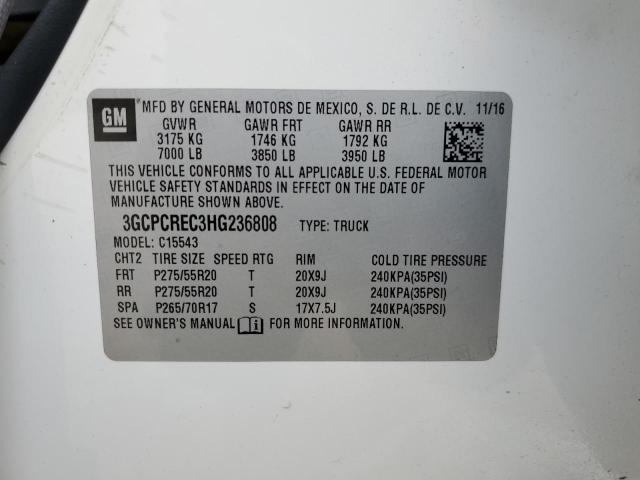 GM *MFD BY GENERAL MOTORS DE MEXICO, S. DE R.L. DE C.V. 11/16
GVWR GAWR FRT GAWR RR
3175 KG 1746 KG 1792 KG
7000 LB 3850 LB 3950 LB
THIS VEHICLE CONFORMS TO ALL APPLICABLE U.S. FEDERAL MOTOR
VEHICLE SAFETY STANDARDS IN EFFECT ON THE DATE OF
MANUFACTURE SHOWN ABOVE.
3GCPCREC3HG236808 TYPE: TRUCK
MODEL: C15543
CHT2 TIRE SIZE SPEED RTG RIM COLD TIRE PRESSURE
FRT P275/55R20 T 20X9J 240KPA(35PSI)
RR P275/55R20 T 20X9J 240KPA(35PSI)
SPA P265/70R17 S 17X7.5J 240KPA(35PSI)
SEE OWNER'S MANUAL FOR MORE INFORMATION.